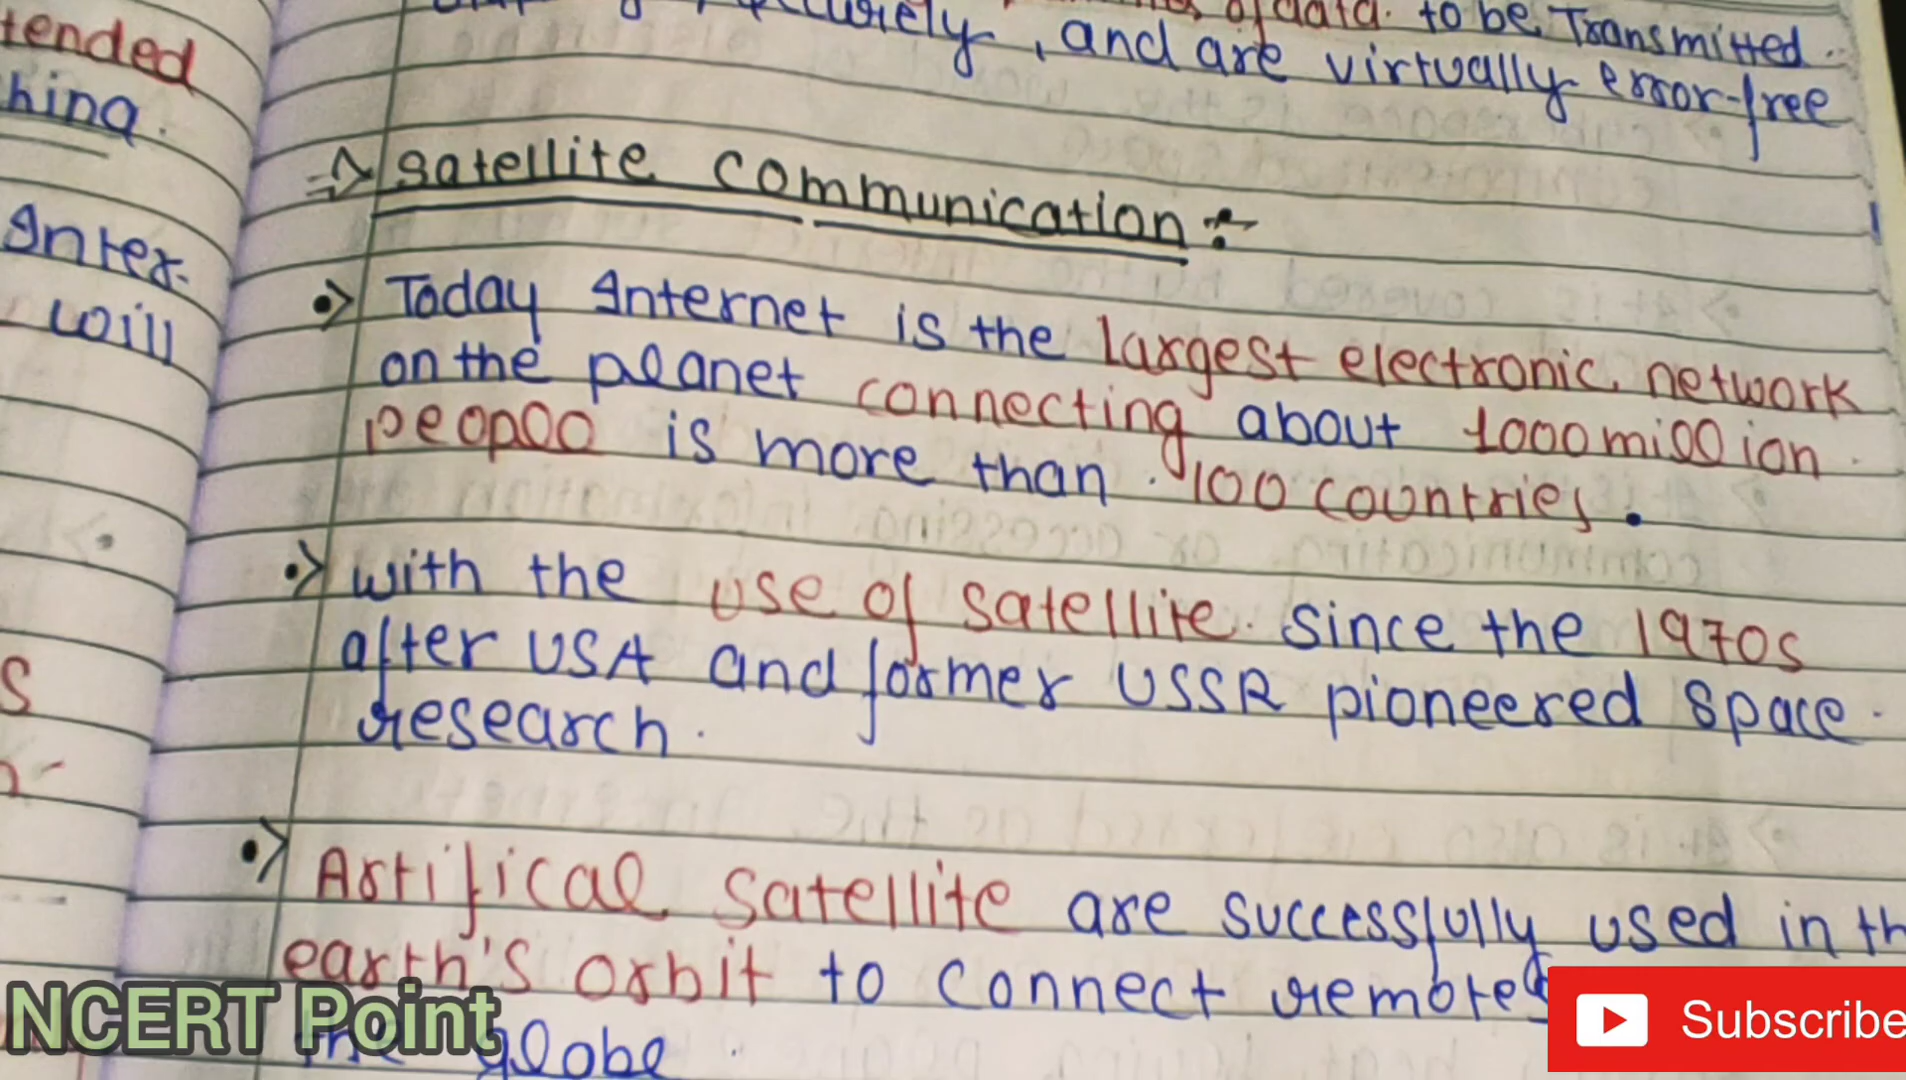 tended
hing.
Inter-
will
s
of data. to be Transmitted.
, and are virtually error-free
⇒ satellite communication :-
•> Today Internet is the largest electronic network
on the planet connecting about 1000 million
people is more than 100 countries.
•> with the use of satellite. since the 1970s
after USA and former USSR pioneered space
research.
•> Artifical satellite are successfully used in th
earth's orbit to connect remote
the globe.
NCERT Point
Subscribe